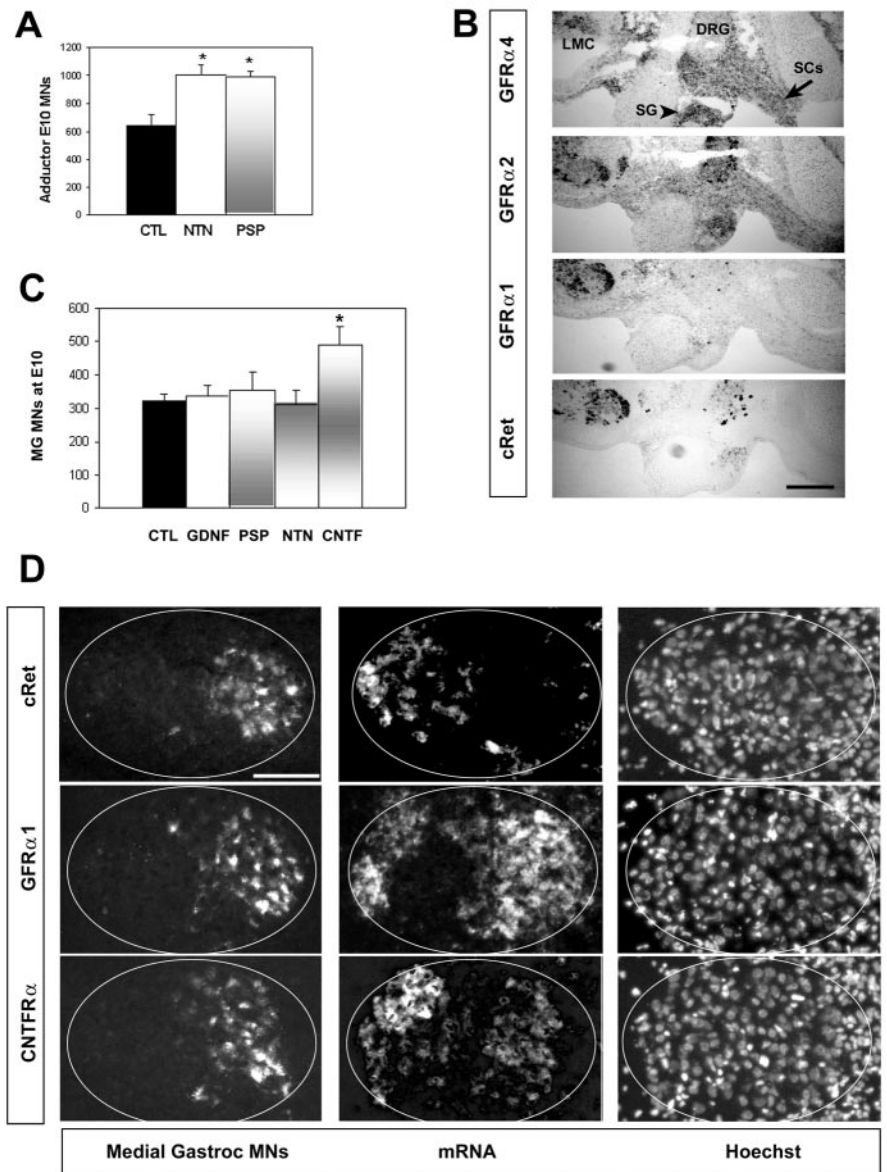 A
Adductor E10 MNs
1200
1000
800
600
400
200
0
*
*
CTL NTN PSP
B
GFRα4
GFRα2
GFRα1
cRet
LMC
DRG
SCs
SG
C
MG MNs at E10
600
500
400
300
200
100
0
*
CTL GDNF PSP NTN CNTF
D
cRet
GFRα1
CNTFRα
Medial Gastroc MNs mRNA Hoechst